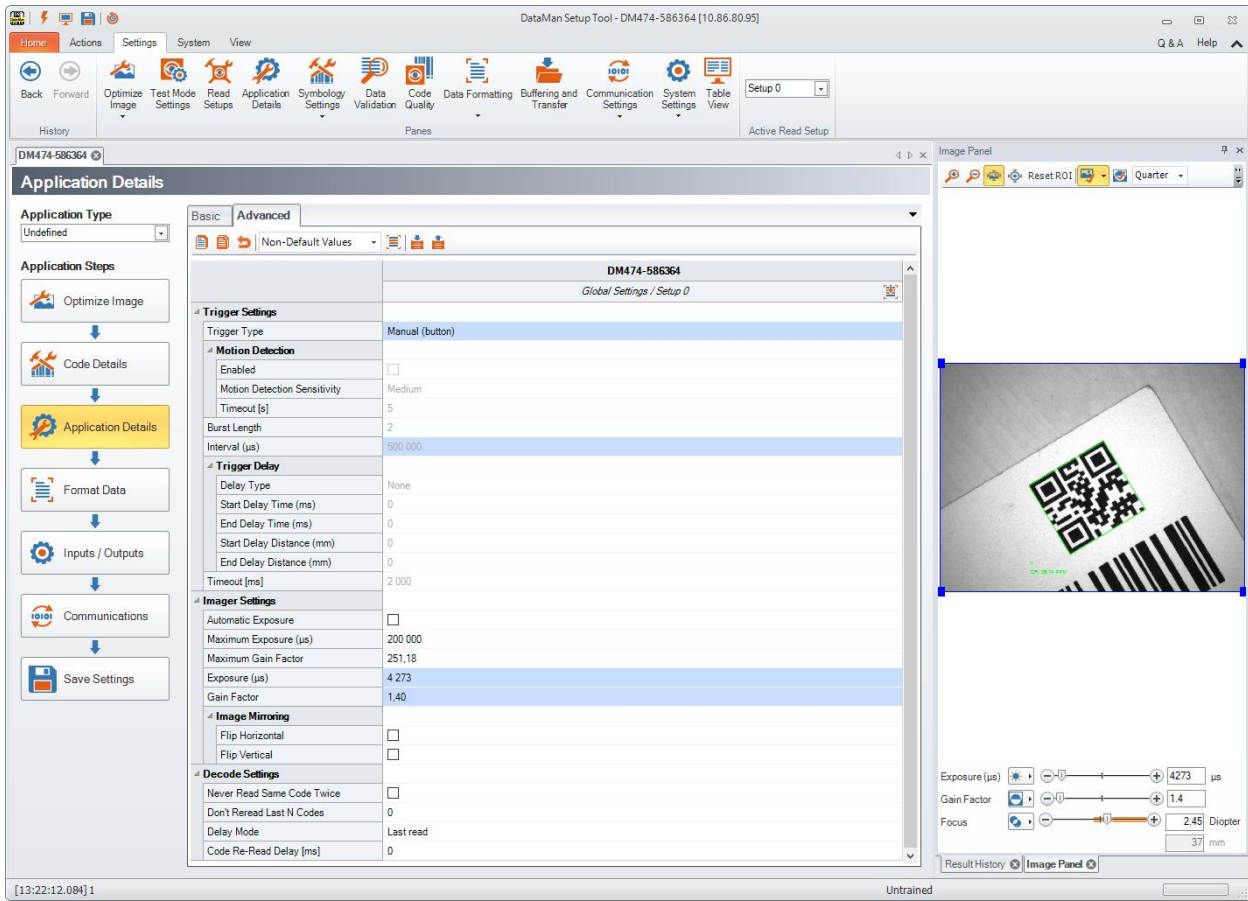 DataMan Setup Tool - DM474-586364 [10.86.80.95]
Home Actions Settings System View Q & A Help
Back Forward Optimize Image Test Mode Settings Read Setups Application Details Symbology Settings Data Validation Code Quality Data Formatting Buffering and Transfer Communication Settings System Settings Table View Setup 0
History Panes Active Read Setup
DM474-586364
Application Details
Application Type
Undefined
Application Steps
Optimize Image
Code Details
Application Details
Format Data
Inputs / Outputs
Communications
Save Settings
Basic Advanced
Non-Default Values
DM474-586364
Global Settings / Setup 0
Trigger Settings
Trigger Type Manual (button)
Motion Detection
Enabled
Motion Detection Sensitivity Medium
Timeout [s] 5
Burst Length 2
Interval (µs) 500 000
Trigger Delay
Delay Type None
Start Delay Time (ms) 0
End Delay Time (ms) 0
Start Delay Distance (mm) 0
End Delay Distance (mm) 0
Timeout [ms] 2 000
Imager Settings
Automatic Exposure
Maximum Exposure (µs) 200 000
Maximum Gain Factor 251,18
Exposure (µs) 4 273
Gain Factor 1,40
Image Mirroring
Flip Horizontal
Flip Vertical
Decode Settings
Never Read Same Code Twice
Don't Reread Last N Codes 0
Delay Mode Last read
Code Re-Read Delay [ms] 0
Image Panel
Reset ROI Quarter
Exposure (µs) 4273 µs
Gain Factor 1.4
Focus 2.45 Diopter
37 mm
Result History Image Panel
[13:22:12.084] 1 Untrained